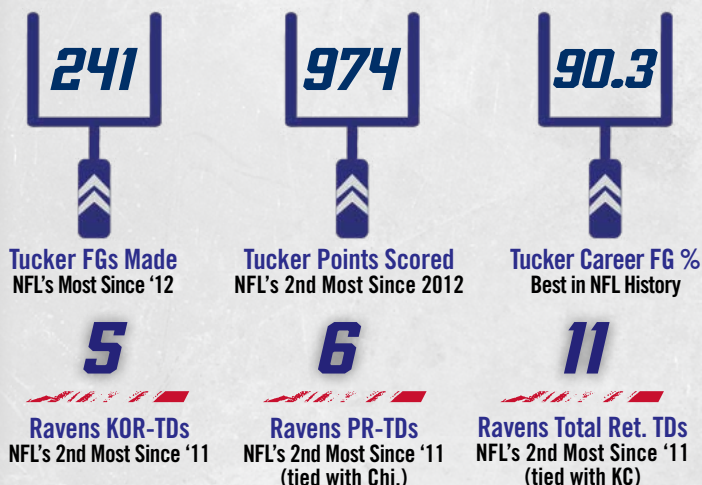 241
974
90.3
Tucker FGs Made
NFL's Most Since ‘12
Tucker Points Scored
NFL's 2nd Most Since 2012
Tucker Career FG %
Best in NFL History
5
6
11
Ravens KOR-TDs
NFL's 2nd Most Since ‘11
Ravens PR-TDs
NFL's 2nd Most Since ‘11
(tied with Chi.)
Ravens Total Ret. TDs
NFL's 2nd Most Since ‘11
(tied with KC)